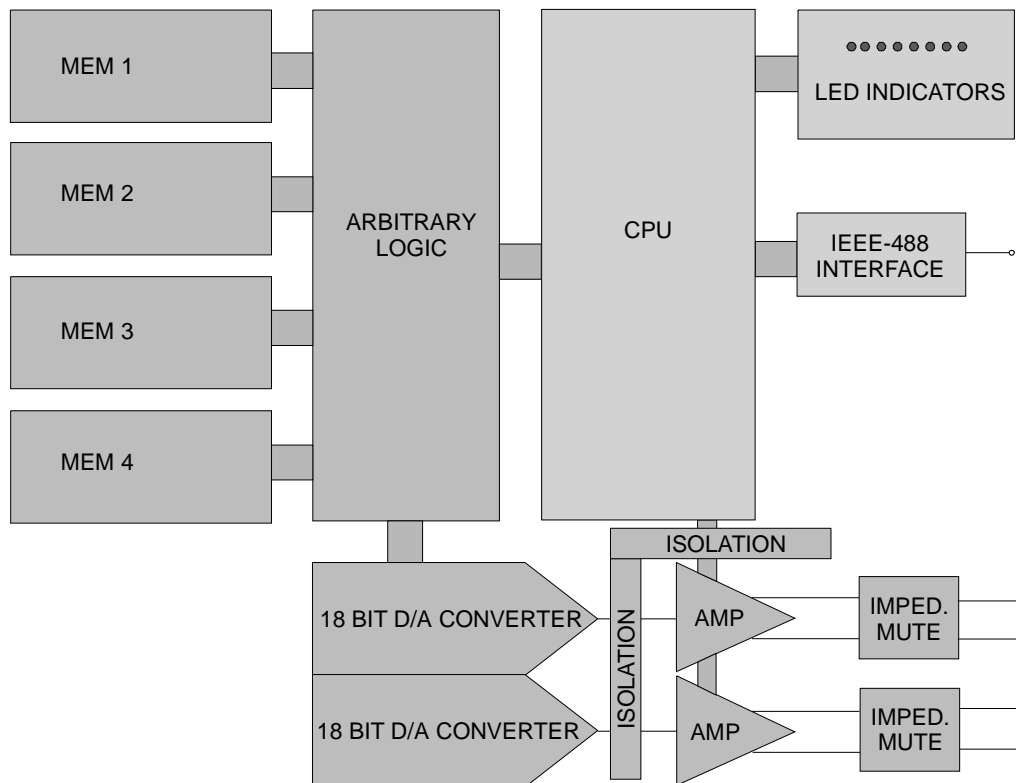 MEM 1
MEM 2
MEM 3
MEM 4
ARBITRARY
LOGIC
CPU
LED INDICATORS
IEEE-488
INTERFACE
ISOLATION
ISOLATION
18 BIT D/A CONVERTER
AMP
IMPED.
MUTE
18 BIT D/A CONVERTER
AMP
IMPED.
MUTE